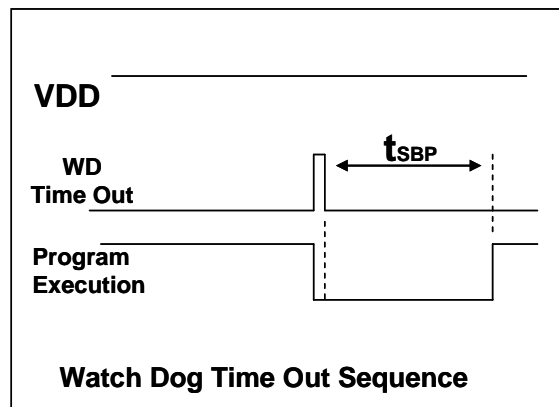 VDD
tSBP
WD
Time Out
Program
Execution
Watch Dog Time Out Sequence